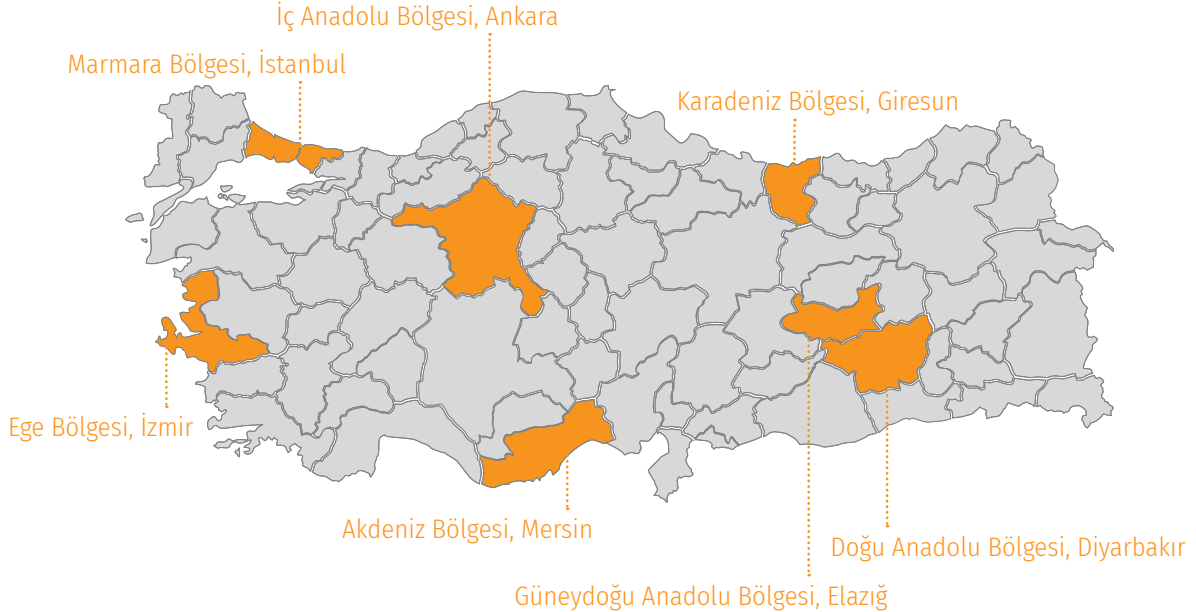 İç Anadolu Bölgesi, Ankara
Marmara Bölgesi, İstanbul
Karadeniz Bölgesi, Giresun
Ege Bölgesi, İzmir
Akdeniz Bölgesi, Mersin
Doğu Anadolu Bölgesi, Diyarbakır
Güneydoğu Anadolu Bölgesi, Elazığ